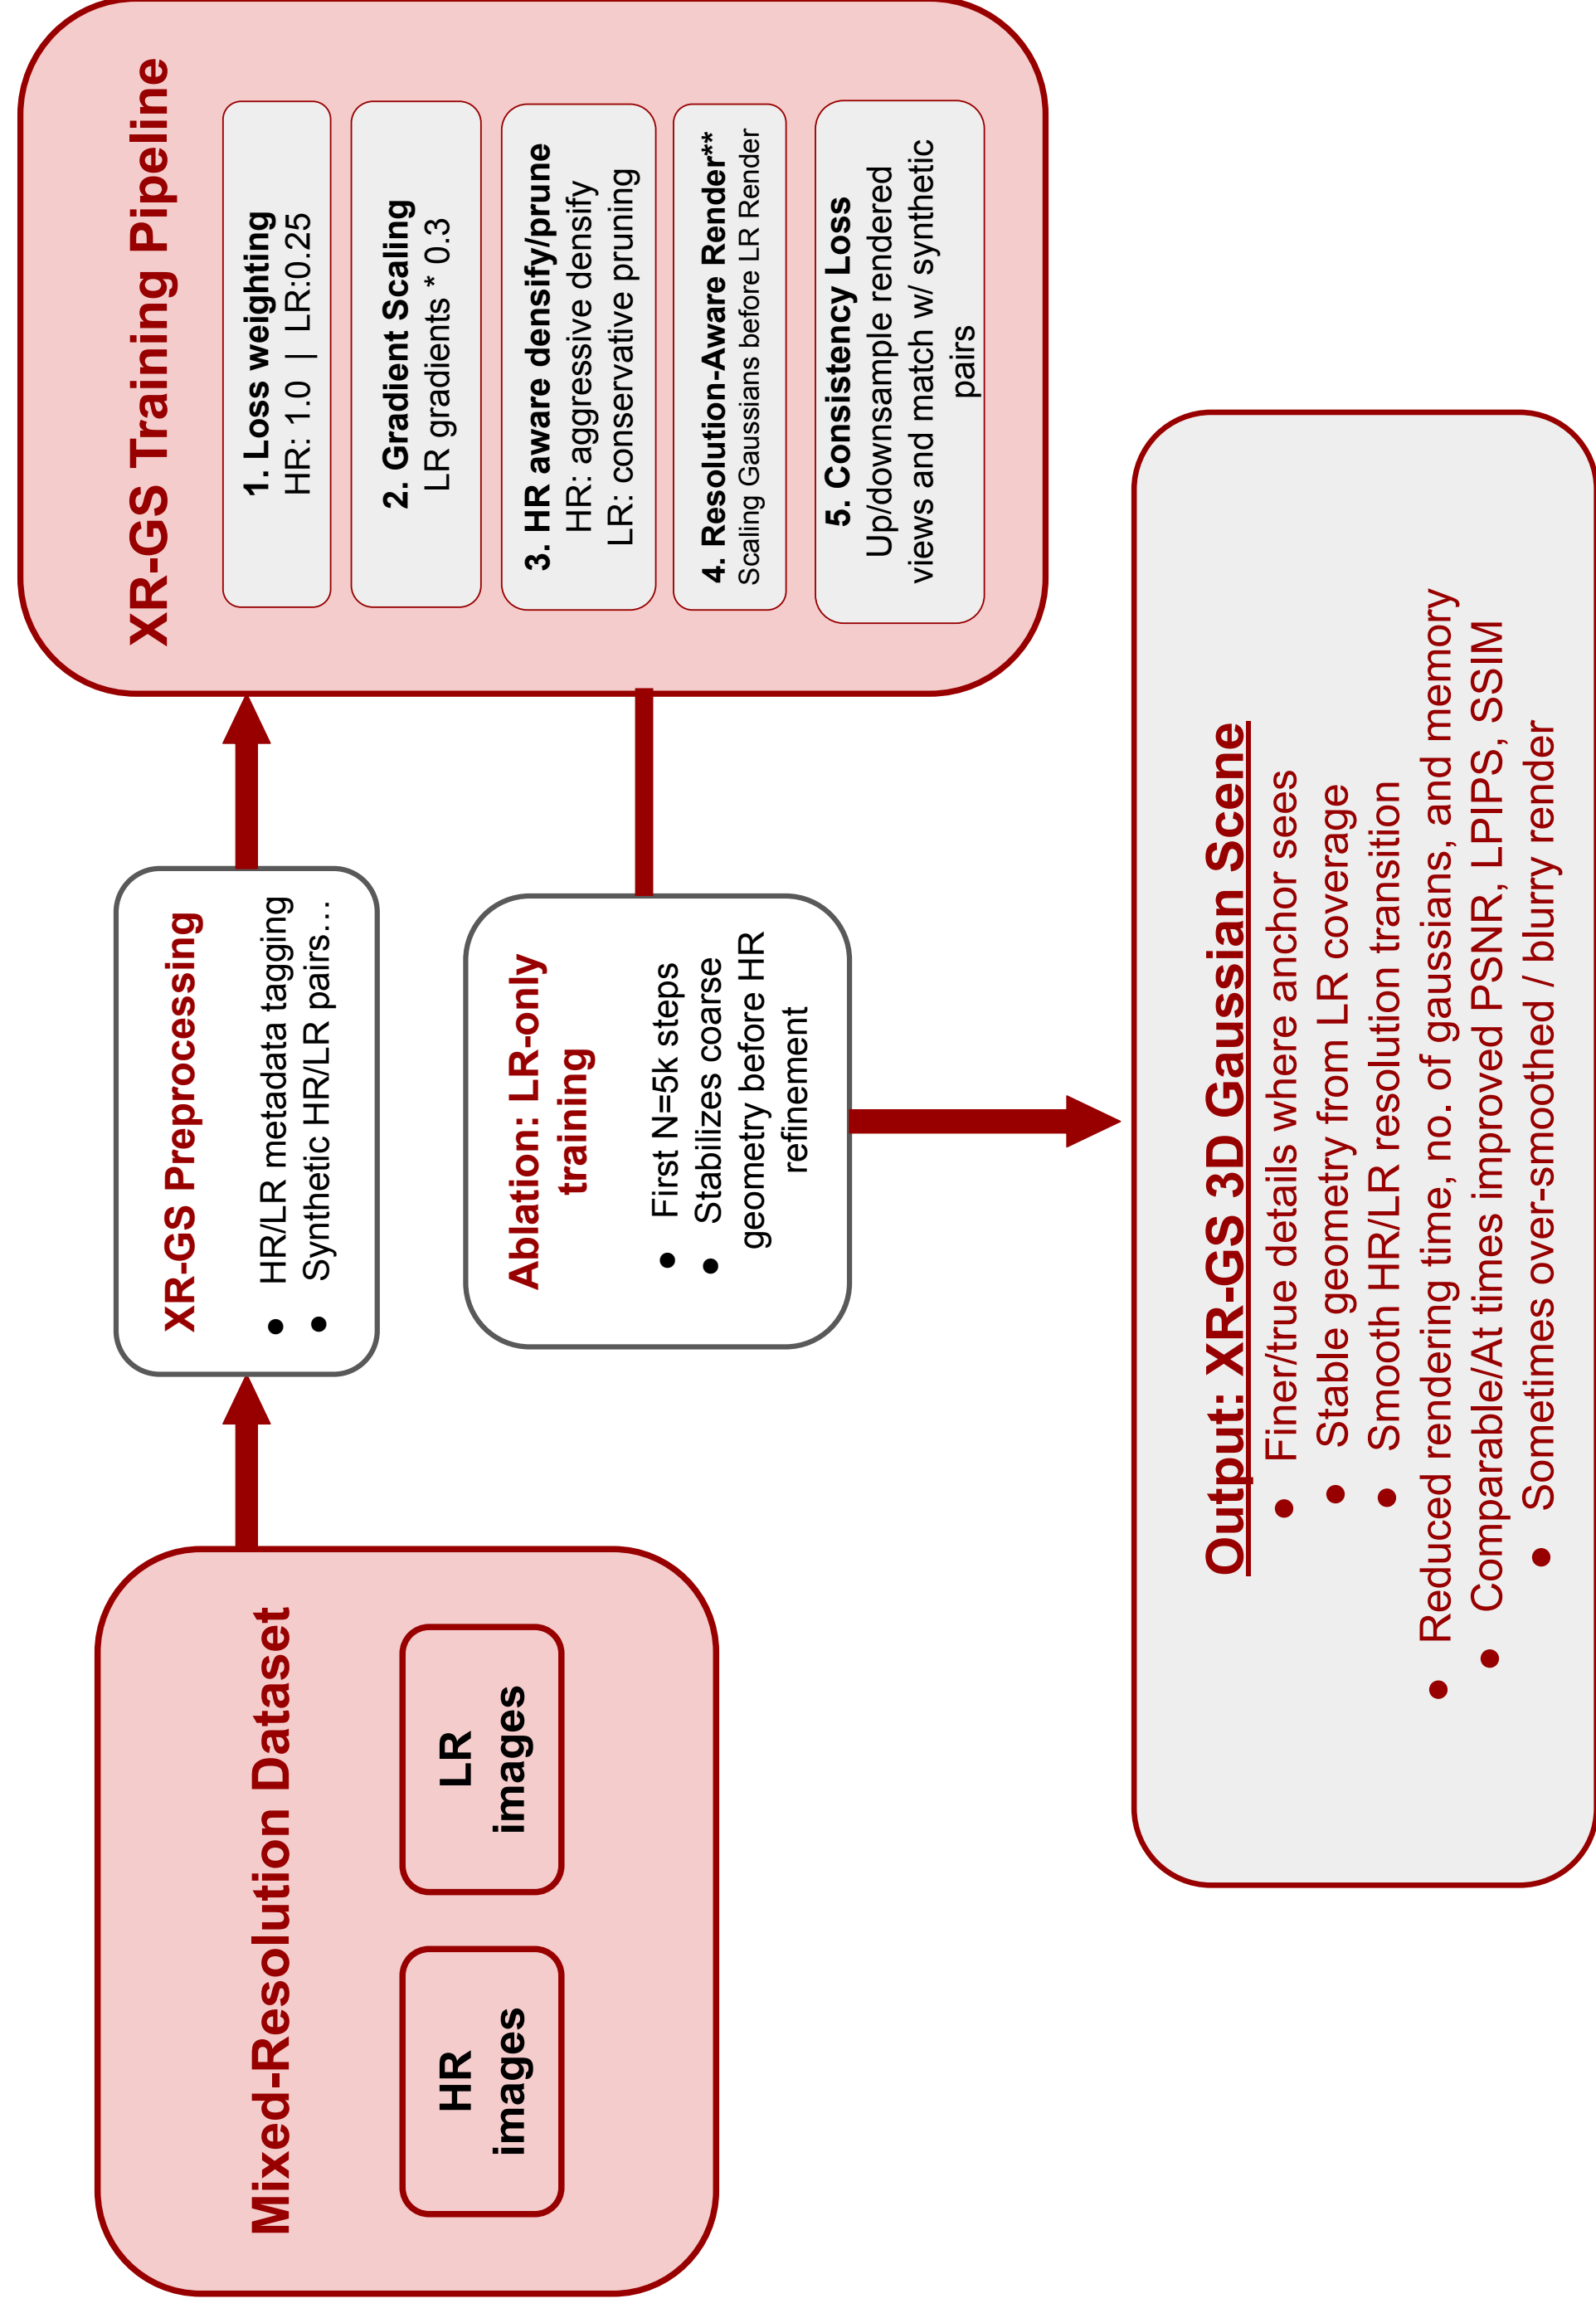 Mixed-Resolution Dataset
HR
images
LR
images
XR-GS Preprocessing
● HR/LR metadata tagging
● Synthetic HR/LR pairs…
XR-GS Training Pipeline
1. Loss weighting
HR: 1.0 | LR:0.25
2. Gradient Scaling
LR gradients * 0.3
3. HR aware densify/prune
HR: aggressive densify
LR: conservative pruning
4. Resolution-Aware Render**
Scaling Gaussians before LR Render
5. Consistency Loss
Up/downsample rendered
views and match w/ synthetic
pairs
Ablation: LR-only
training
● First N=5k steps
● Stabilizes coarse
geometry before HR
refinement
Output: XR-GS 3D Gaussian Scene
● Finer/true details where anchor sees
● Stable geometry from LR coverage
● Smooth HR/LR resolution transition
● Reduced rendering time, no. of gaussians, and memory
● Comparable/At times improved PSNR, LPIPS, SSIM
● Sometimes over-smoothed / blurry render